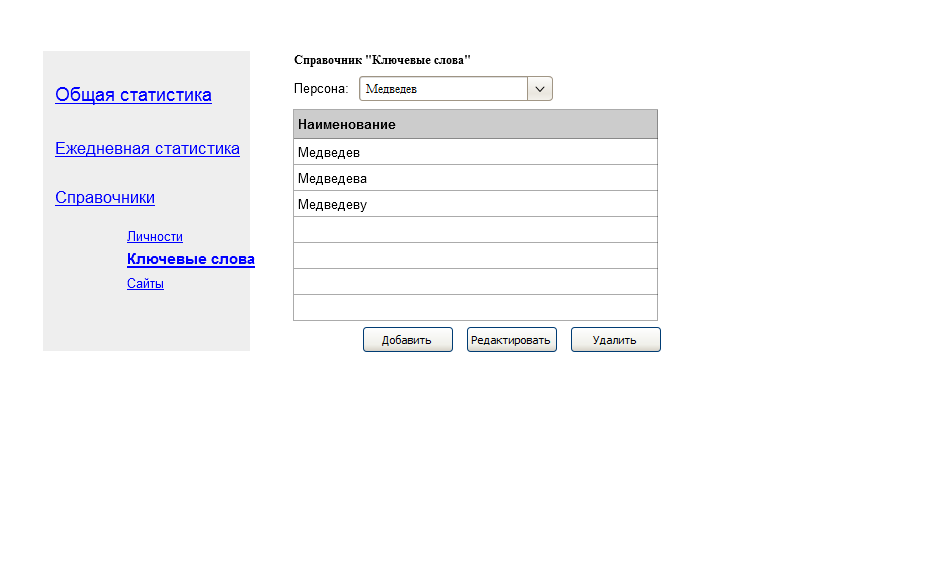 Общая статистика
Ежедневная статистика
Справочники
Личности
Ключевые слова
Сайты
Справочник "Ключевые слова"
Персона: Медведев
Наименование
Медведев
Медведева
Медведеву
Добавить Редактировать Удалить